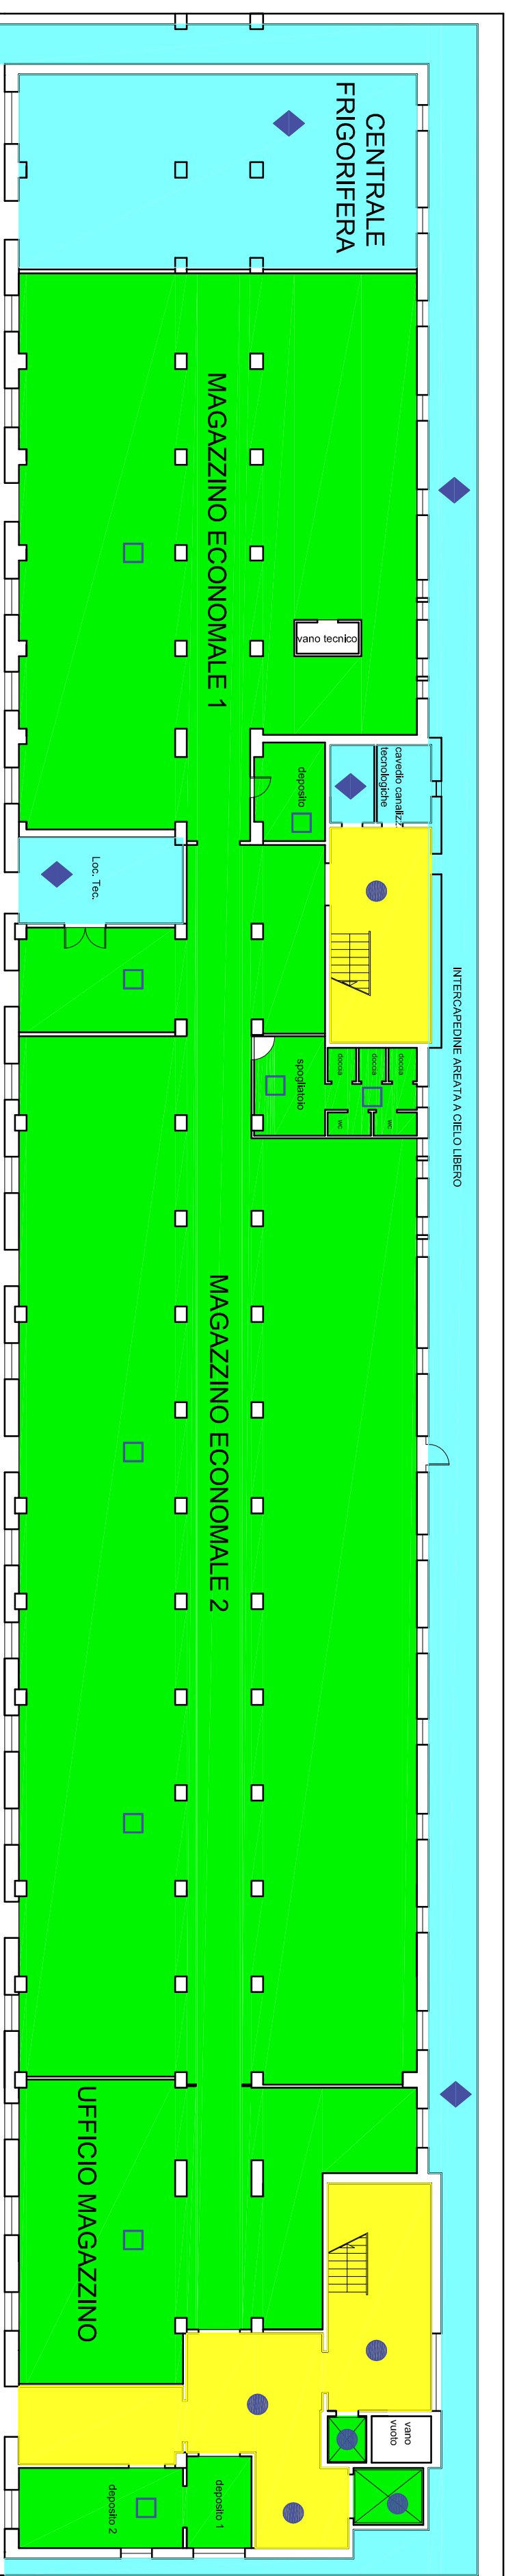 CENTRALE
FRIGORIFERA
MAGAZZINO ECONOMALE 1
vano tecnico
deposito
cavedio canalizz.
tecnologiche
Loc. Tec.
INTERCAPEDINE AREATA A CIELO LIBERO
spogliatoio
doccia
doccia
doccia
wc
wc
MAGAZZINO ECONOMALE 2
UFFICIO MAGAZZINO
vano
vuoto
deposito 1
deposito 2